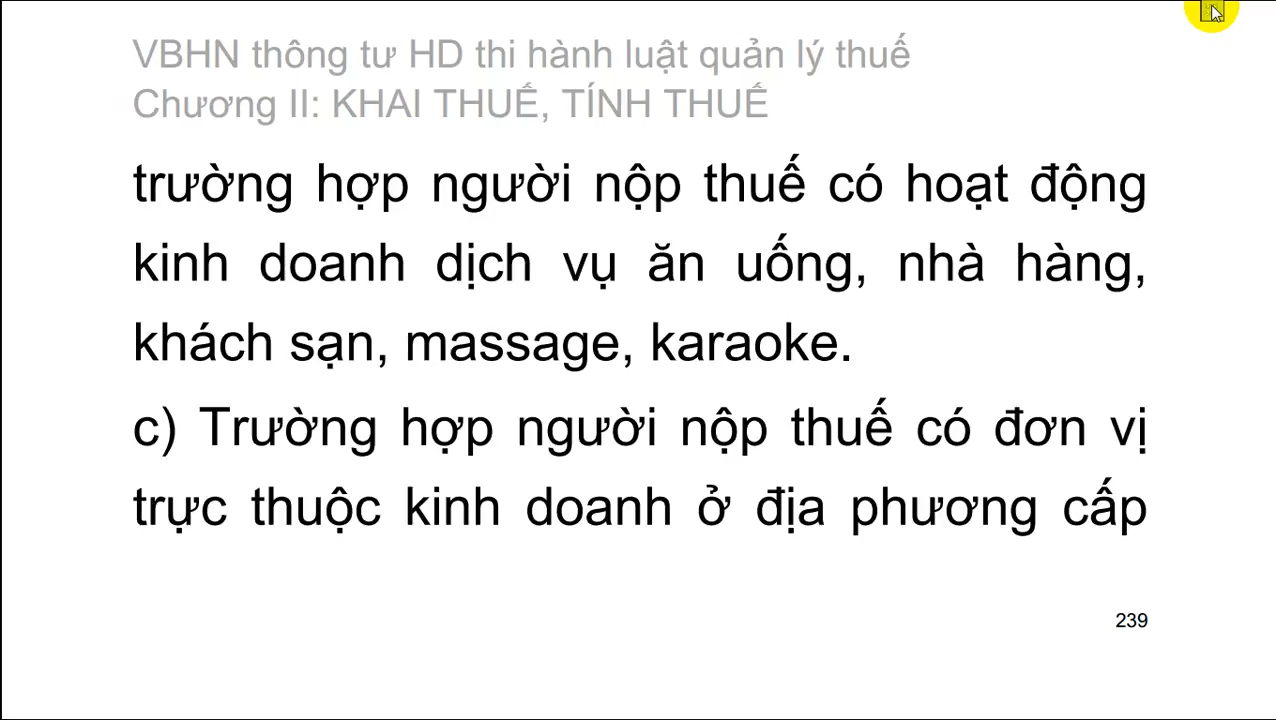 VBHN thông tư HD thi hành luật quản lý thuế
Chương II: KHAI THUẾ, TÍNH THUẾ
trường hợp người nộp thuế có hoạt động
kinh doanh dịch vụ ăn uống, nhà hàng,
khách sạn, massage, karaoke.
c) Trường hợp người nộp thuế có đơn vị
trực thuộc kinh doanh ở địa phương cấp
239